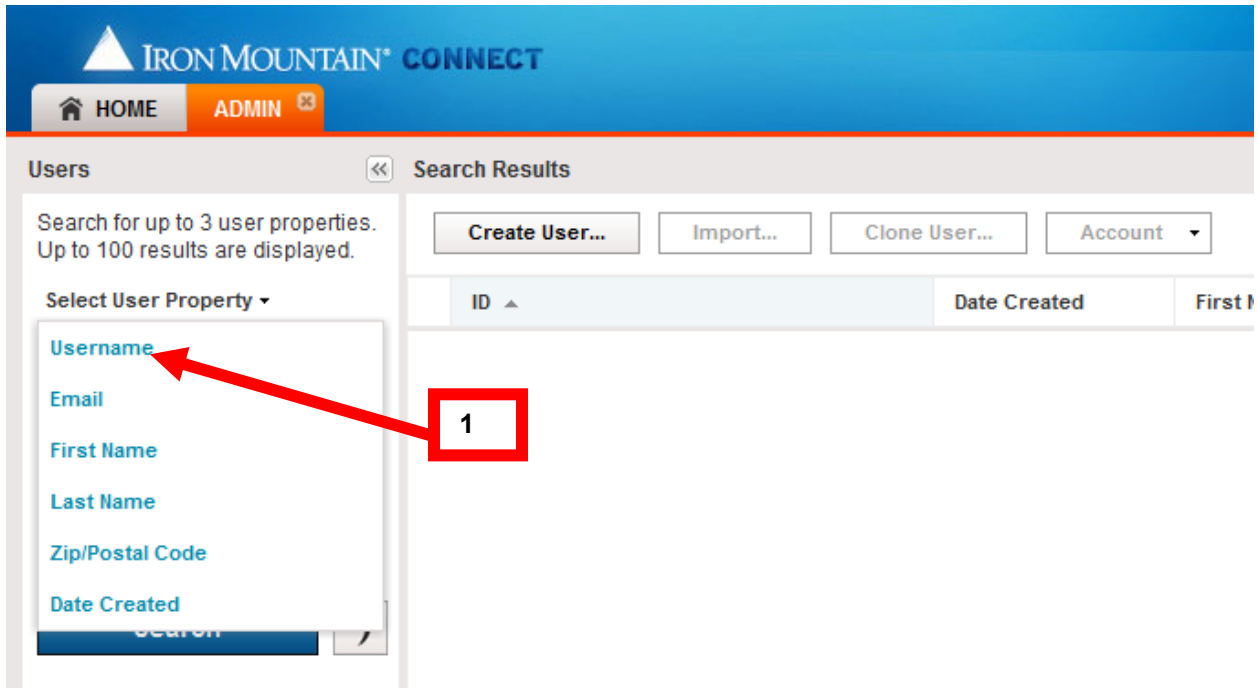 IRON MOUNTAIN® CONNECT
HOME ADMIN
Users Search Results
Search for up to 3 user properties.
Up to 100 results are displayed.
Create User... Import... Clone User... Account
Select User Property
ID Date Created First
Username
Email
1
First Name
Last Name
Zip/Postal Code
Date Created